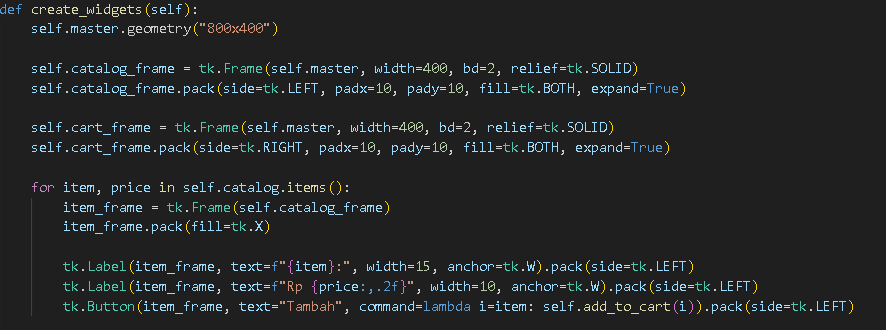 def create_widgets(self):
    self.master.geometry("800x400")

    self.catalog_frame = tk.Frame(self.master, width=400, bd=2, relief=tk.SOLID)
    self.catalog_frame.pack(side=tk.LEFT, padx=10, pady=10, fill=tk.BOTH, expand=True)

    self.cart_frame = tk.Frame(self.master, width=400, bd=2, relief=tk.SOLID)
    self.cart_frame.pack(side=tk.RIGHT, padx=10, pady=10, fill=tk.BOTH, expand=True)

    for item, price in self.catalog.items():
        item_frame = tk.Frame(self.catalog_frame)
        item_frame.pack(fill=tk.X)

        tk.Label(item_frame, text=f"{item}:", width=15, anchor=tk.W).pack(side=tk.LEFT)
        tk.Label(item_frame, text=f"Rp {price:,.2f}", width=10, anchor=tk.W).pack(side=tk.LEFT)
        tk.Button(item_frame, text="Tambah", command=lambda i=item: self.add_to_cart(i)).pack(side=tk.LEFT)